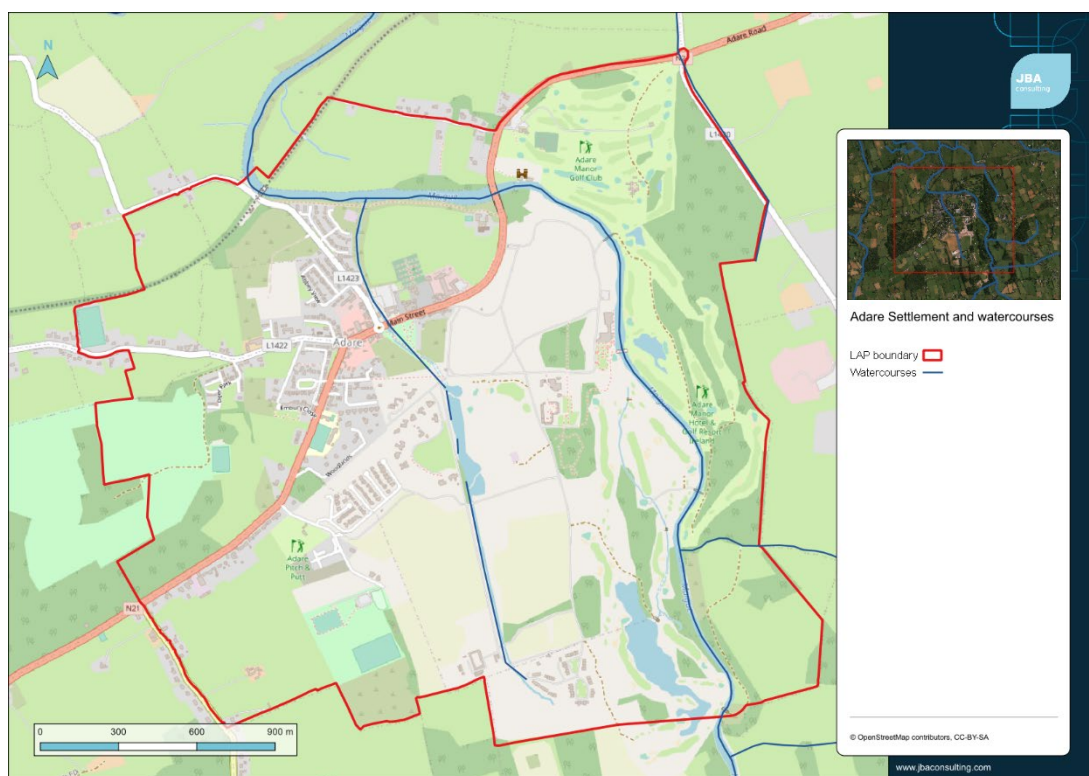 N
Adare Road
JBA
consulting
L1420
Adare
Manor
Golf Club
Maigue
L1423
Main Street
Adare
L1422
Adare
Manor
Hotel &
Golf Resort
Ireland
Woodlands
Adare
Pitch &
Putt
N21
0 300 600 900 m
Adare Settlement and watercourses
LAP boundary
Watercourses
© OpenStreetMap contributors, CC-BY-SA
www.jbaconsulting.com